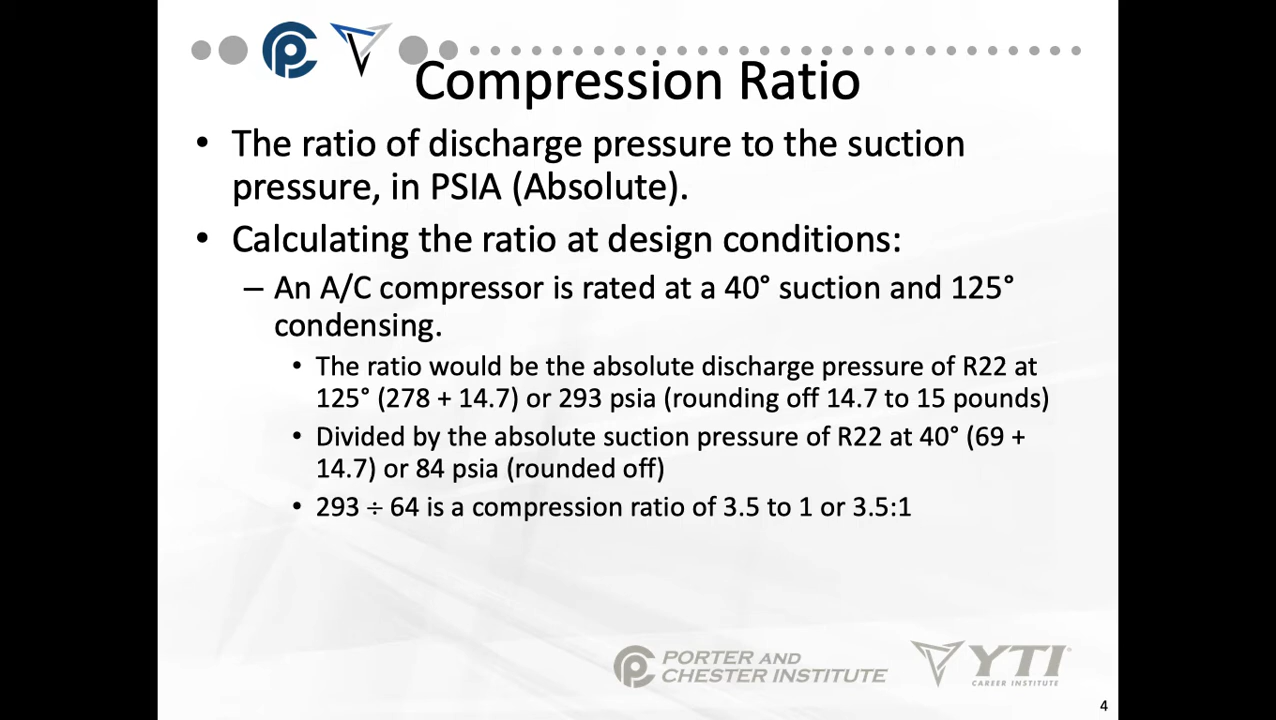 Compression Ratio
• The ratio of discharge pressure to the suction
pressure, in PSIA (Absolute).
• Calculating the ratio at design conditions:
– An A/C compressor is rated at a 40° suction and 125°
condensing.
• The ratio would be the absolute discharge pressure of R22 at
125° (278 + 14.7) or 293 psia (rounding off 14.7 to 15 pounds)
• Divided by the absolute suction pressure of R22 at 40° (69 +
14.7) or 84 psia (rounded off)
• 293 ÷ 64 is a compression ratio of 3.5 to 1 or 3.5:1
PORTER AND
CHESTER INSTITUTE
YTI
CAREER INSTITUTE
4